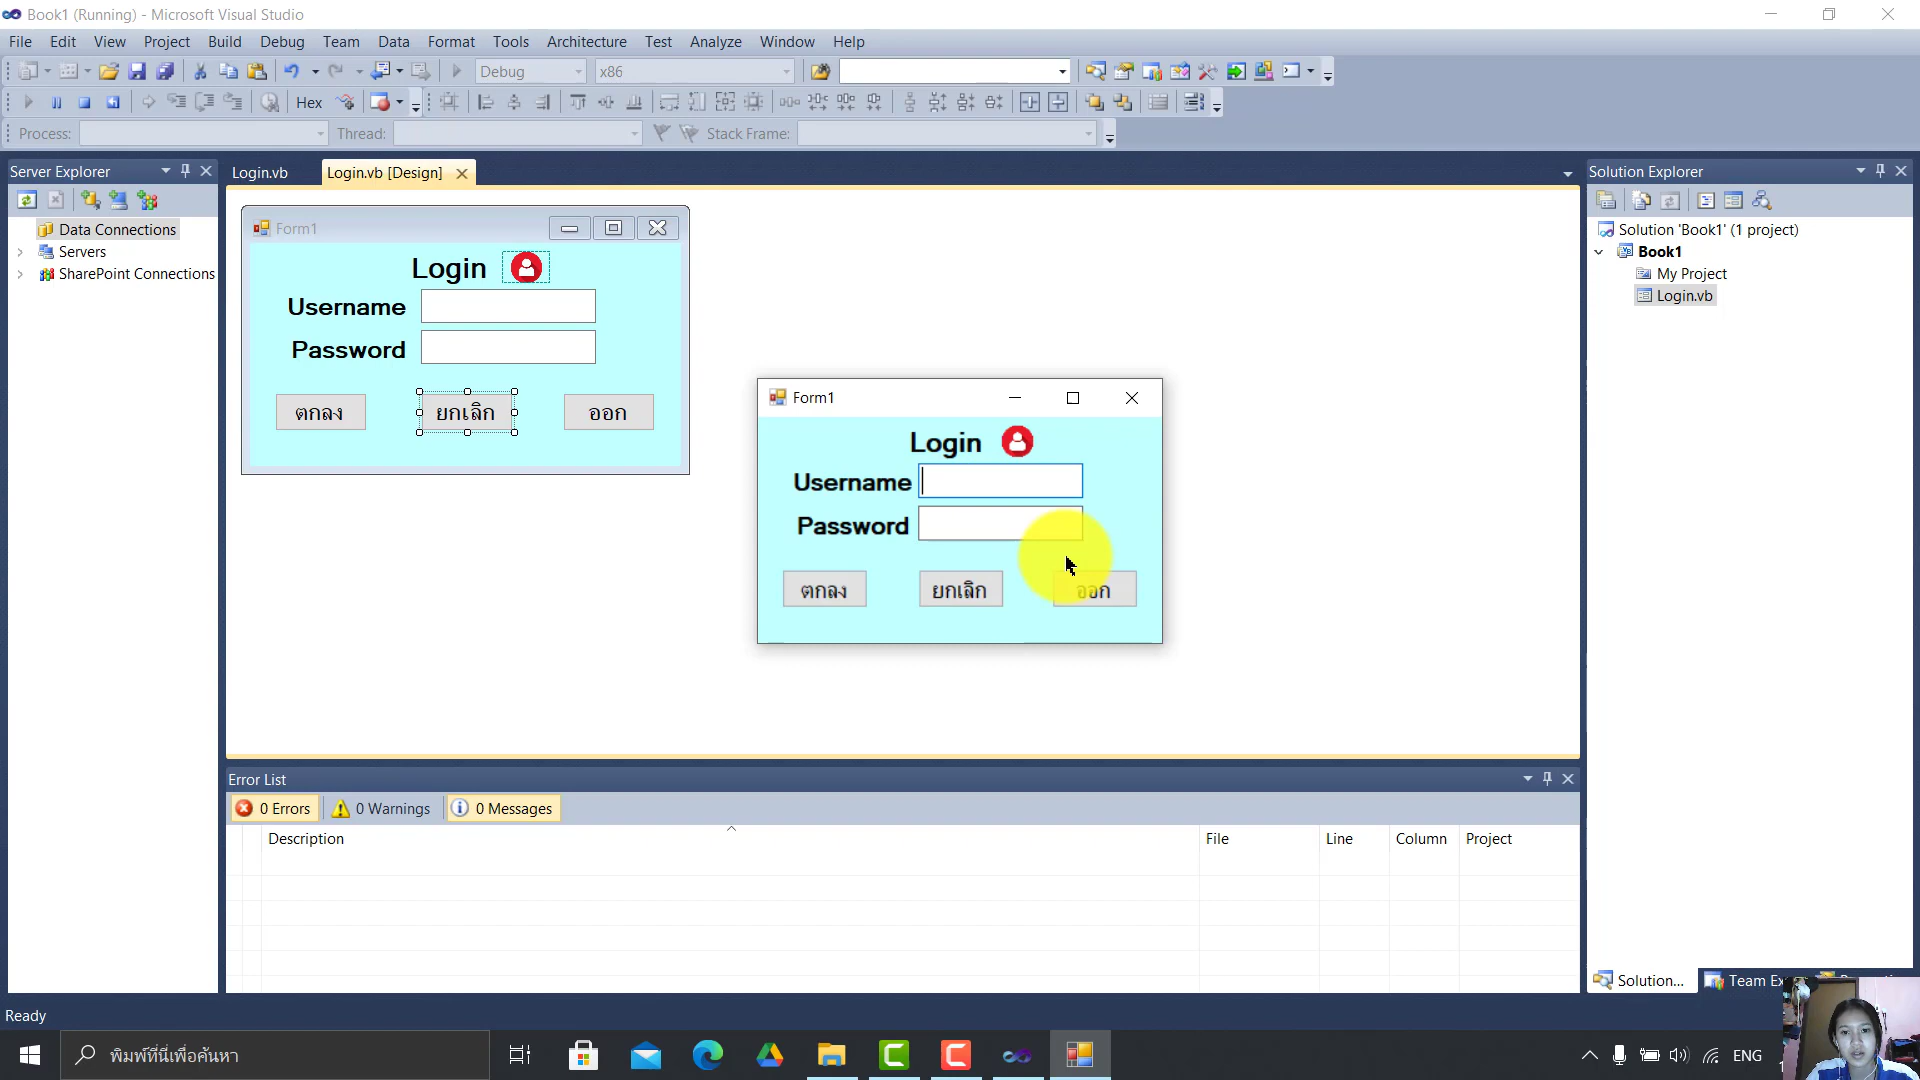 Book1 (Running) - Microsoft Visual Studio
File Edit View Project Build Debug Team Data Format Tools Architecture Test Analyze Window Help
Debug x86
Hex
Process: Thread: Stack Frame:
Server Explorer
Data Connections
Servers
SharePoint Connections
Login.vb Login.vb [Design]
Form1
Login
Username
Password
ตกลง ยกเลิก ออก
Form1
Login
Username
Password
ตกลง ยกเลิก ออก
Solution Explorer
Solution 'Book1' (1 project)
Book1
My Project
Login.vb
Error List
0 Errors 0 Warnings 0 Messages
Description File Line Column Project
Solution... Team Ex
Ready
พิมพ์ที่นี่เพื่อค้นหา
ENG